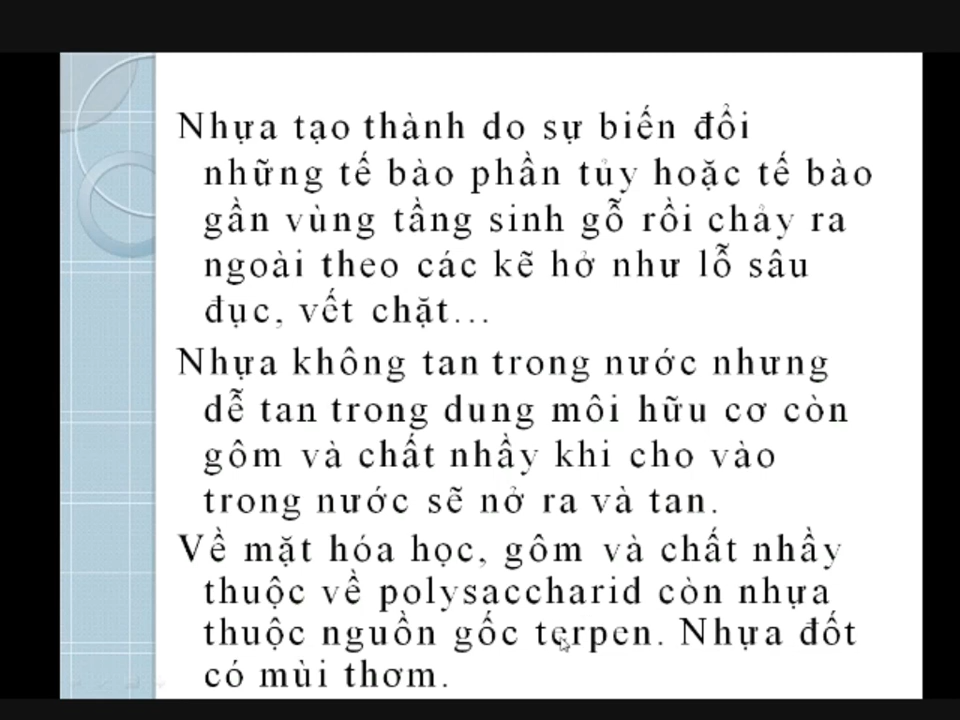 Nhựa tạo thành do sự biến đổi
những tế bào phần tủy hoặc tế bào
gần vùng tầng sinh gỗ rồi chảy ra
ngoài theo các kẽ hở như lỗ sâu
đục, vết chặt...
Nhựa không tan trong nước nhưng
dễ tan trong dung môi hữu cơ còn
gôm và chất nhầy khi cho vào
trong nước sẽ nở ra và tan.
Về mặt hóa học, gôm và chất nhầy
thuộc về polysaccharid còn nhựa
thuộc nguồn gốc terpen. Nhựa đốt
có mùi thơm.